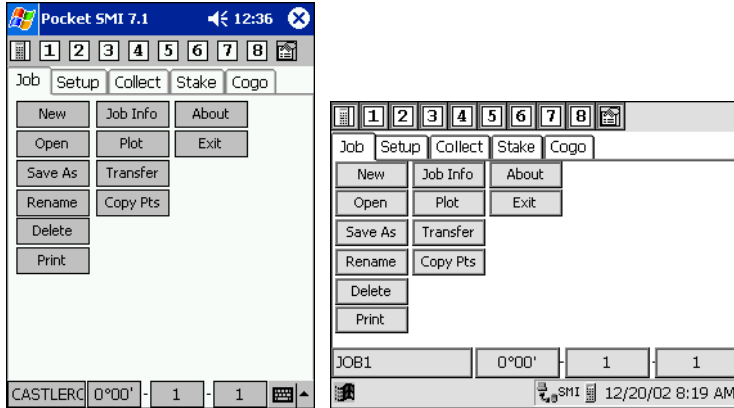 Pocket SMI 7.1 12:36
1 2 3 4 5 6 7 8
Job Setup Collect Stake Cogo
New Job Info About
Open Plot Exit
Save As Transfer
Rename Copy Pts
Delete
Print
CASTLERC 0°00' - 1 - 1
1 2 3 4 5 6 7 8
Job Setup Collect Stake Cogo
New Job Info About
Open Plot Exit
Save As Transfer
Rename Copy Pts
Delete
Print
JOB1 0°00' - 1 - 1
SMI 12/20/02 8:19 AM